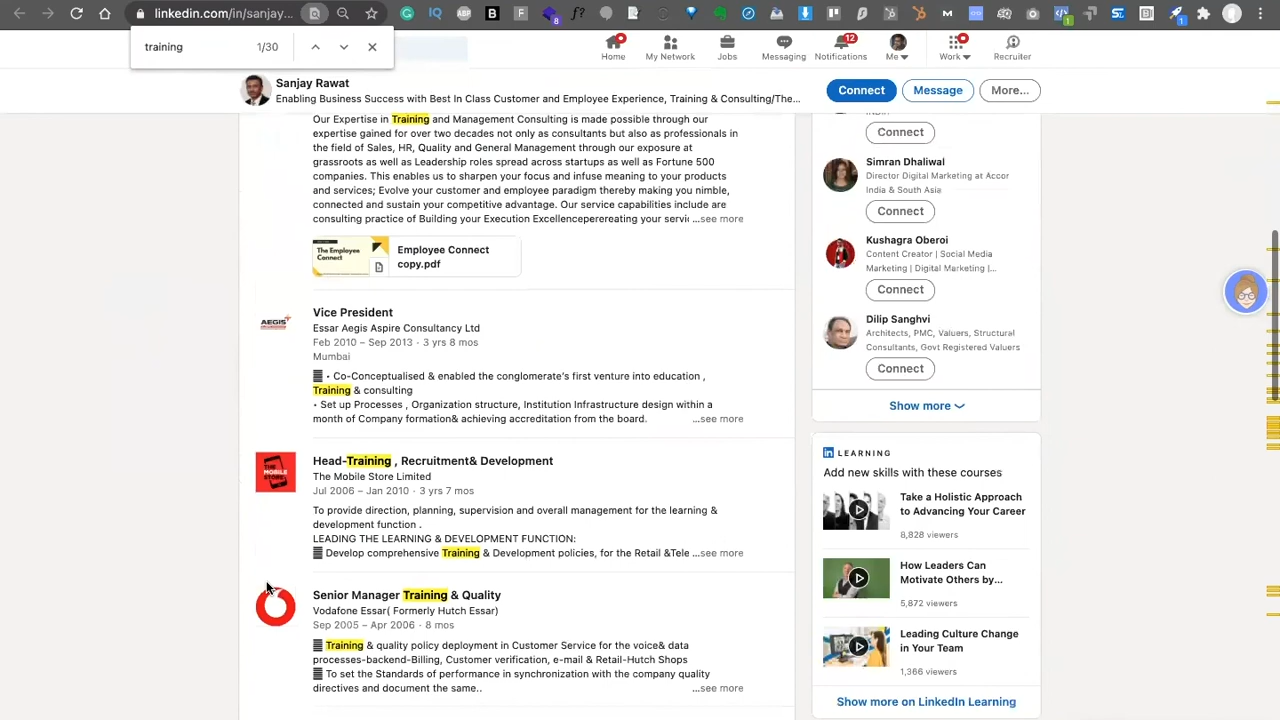 linkedin.com/in/sanjay...
training
1/30
Home
My Network
Jobs
Messaging
12
Notifications
Me
Work
Recruiter
Sanjay Rawat
Enabling Business Success with Best In Class Customer and Employee Experience, Training & Consulting/The...
Connect
Message
More...
Our Expertise in Training and Management Consulting is made possible through our
expertise gained for over two decades not only as consultants but also as professionals in
the field of Sales, HR, Quality and General Management through our exposure at
grassroots as well as Leadership roles spread across startups as well as Fortune 500
companies. This enables us to sharpen your focus and infuse meaning to your products
and services; Evolve your customer and employee paradigm thereby making you nimble,
connected and sustain your competitive advantage. Our service capabilities include are
consulting practice of Building your Execution Excellenceperereating your servic ...see more
The Employee
Connect
Employee Connect
copy.pdf
AEGIS
Vice President
Essar Aegis Aspire Consultancy Ltd
Feb 2010 – Sep 2013 · 3 yrs 8 mos
Mumbai
• Co-Conceptualised & enabled the conglomerate's first venture into education ,
Training & consulting
• Set up Processes , Organization structure, Institution Infrastructure design within a
month of Company formation& achieving accreditation from the board. ...see more
THE
MOBILE
STORE
Head-Training , Recruitment& Development
The Mobile Store Limited
Jul 2006 – Jan 2010 · 3 yrs 7 mos
To provide direction, planning, supervision and overall management for the learning &
development function .
LEADING THE LEARNING & DEVELOPMENT FUNCTION:
Develop comprehensive Training & Development policies, for the Retail &Tele ...see more
Senior Manager Training & Quality
Vodafone Essar( Formerly Hutch Essar)
Sep 2005 – Apr 2006 · 8 mos
Training & quality policy deployment in Customer Service for the voice& data
processes-backend-Billing, Customer verification, e-mail & Retail-Hutch Shops
To set the Standards of performance in synchronization with the company quality
directives and document the same.. ...see more
Connect
Simran Dhaliwal
Director Digital Marketing at Accor
India & South Asia
Connect
Kushagra Oberoi
Content Creator | Social Media
Marketing | Digital Marketing |...
Connect
Dilip Sanghvi
Architects, PMC, Valuers, Structural
Consultants, Govt Registered Valuers
Connect
Show more
in LEARNING
Add new skills with these courses
Take a Holistic Approach
to Advancing Your Career
8,828 viewers
How Leaders Can
Motivate Others by...
5,872 viewers
Leading Culture Change
in Your Team
1,366 viewers
Show more on LinkedIn Learning